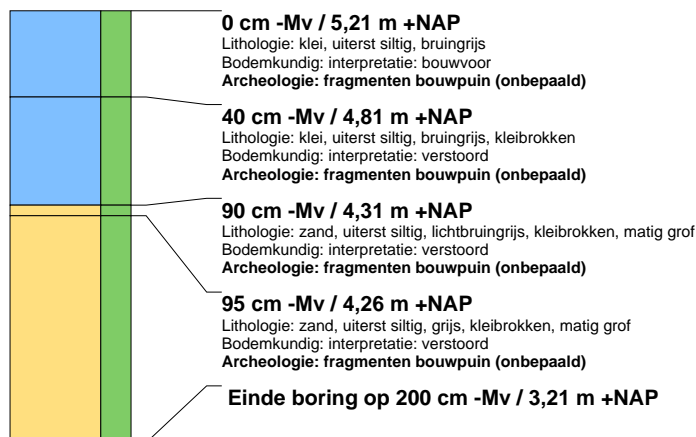 0 cm -Mv / 5,21 m +NAP
Lithologie: klei, uiterst siltig, bruingrijs
Bodemkundig: interpretatie: bouwvoor
Archeologie: fragmenten bouwpuin (onbepaald)
40 cm -Mv / 4,81 m +NAP
Lithologie: klei, uiterst siltig, bruingrijs, kleibrokken
Bodemkundig: interpretatie: verstoord
Archeologie: fragmenten bouwpuin (onbepaald)
90 cm -Mv / 4,31 m +NAP
Lithologie: zand, uiterst siltig, lichtbruingrijs, kleibrokken, matig grof
Bodemkundig: interpretatie: verstoord
Archeologie: fragmenten bouwpuin (onbepaald)
95 cm -Mv / 4,26 m +NAP
Lithologie: zand, uiterst siltig, grijs, kleibrokken, matig grof
Bodemkundig: interpretatie: verstoord
Archeologie: fragmenten bouwpuin (onbepaald)
Einde boring op 200 cm -Mv / 3,21 m +NAP